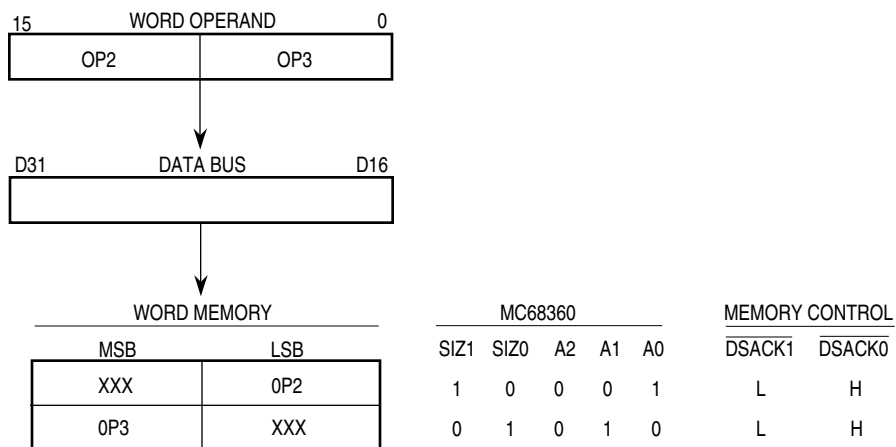 15 WORD OPERAND 0
OP2 OP3
D31 DATA BUS D16
WORD MEMORY MC68360 MEMORY CONTROL
MSB LSB SIZ1 SIZ0 A2 A1 A0 DSACK1 DSACK0
XXX 0P2 1 0 0 0 1 L H
0P3 XXX 0 1 0 1 0 L H